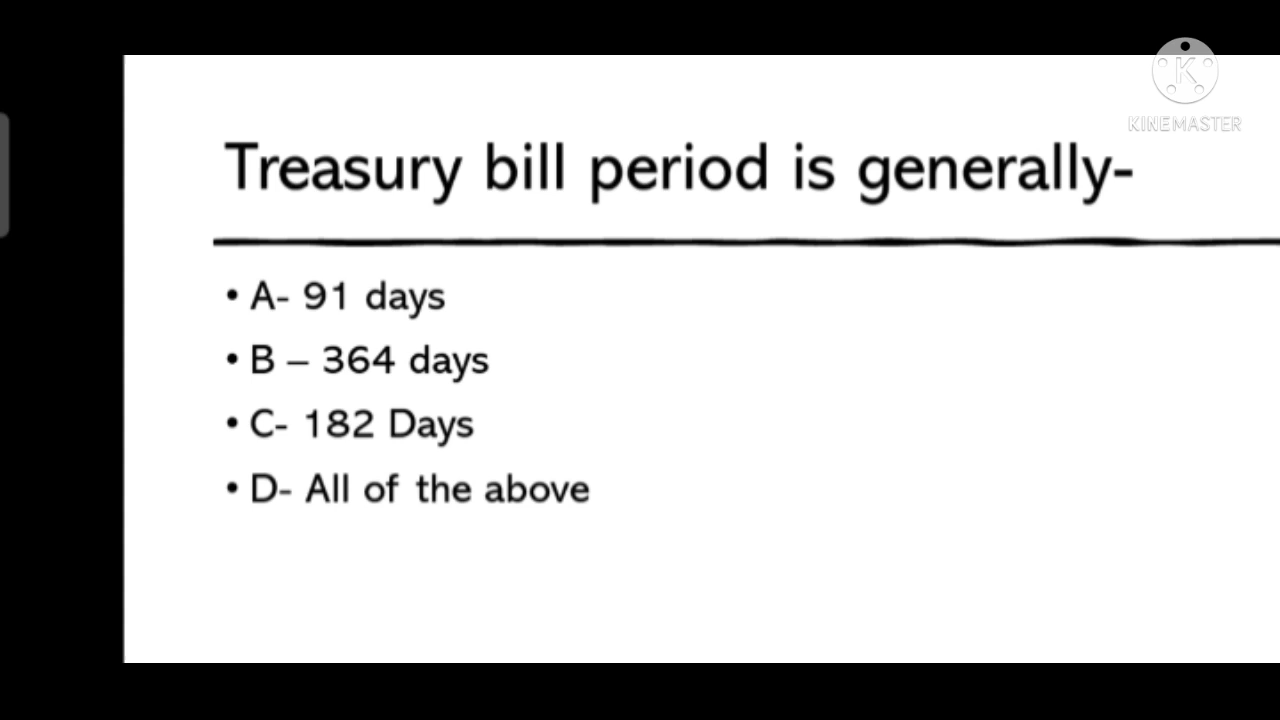 K
KINEMASTER
Treasury bill period is generally-
• A- 91 days
• B – 364 days
• C- 182 Days
• D- All of the above